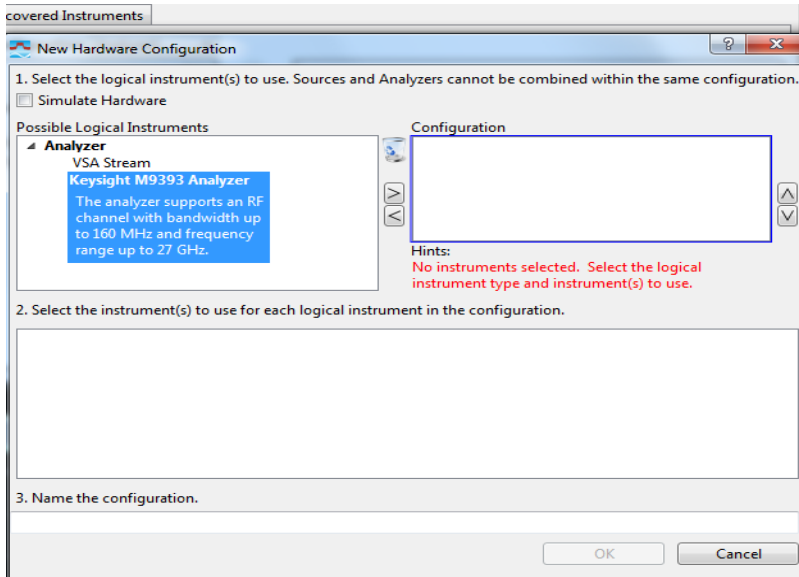 covered Instruments
New Hardware Configuration
?
x
1. Select the logical instrument(s) to use. Sources and Analyzers cannot be combined within the same configuration.
Simulate Hardware
Possible Logical Instruments
Configuration
Analyzer
VSA Stream
Keysight M9393 Analyzer
The analyzer supports an RF
channel with bandwidth up
to 160 MHz and frequency
range up to 27 GHz.
>
<
Hints:
No instruments selected. Select the logical
instrument type and instrument(s) to use.
2. Select the instrument(s) to use for each logical instrument in the configuration.
3. Name the configuration.
OK
Cancel